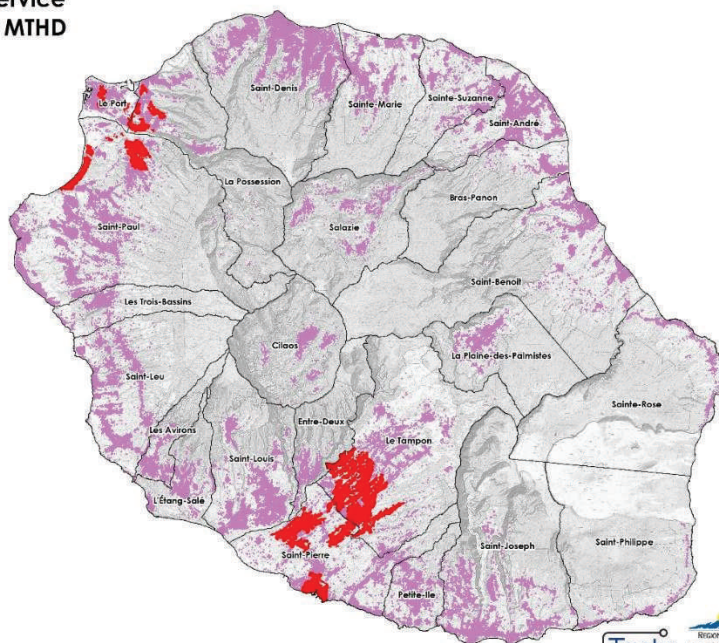 MTHD
Saint-Denis
Sainte-Marie
Sainte-Suzanne
Saint-André
Le Port
La Possession
Bras-Panon
Salazie
Saint-Paul
Saint-Benoît
Les Trois-Bassins
Cilaos
La Plaine-des-Palmistes
Saint-Leu
Sainte-Rose
Entre-Deux
Le Tampon
Les Avirons
Saint-Louis
L'Étang-Salé
Saint-Pierre
Saint-Joseph
Saint-Philippe
Petite-Ile